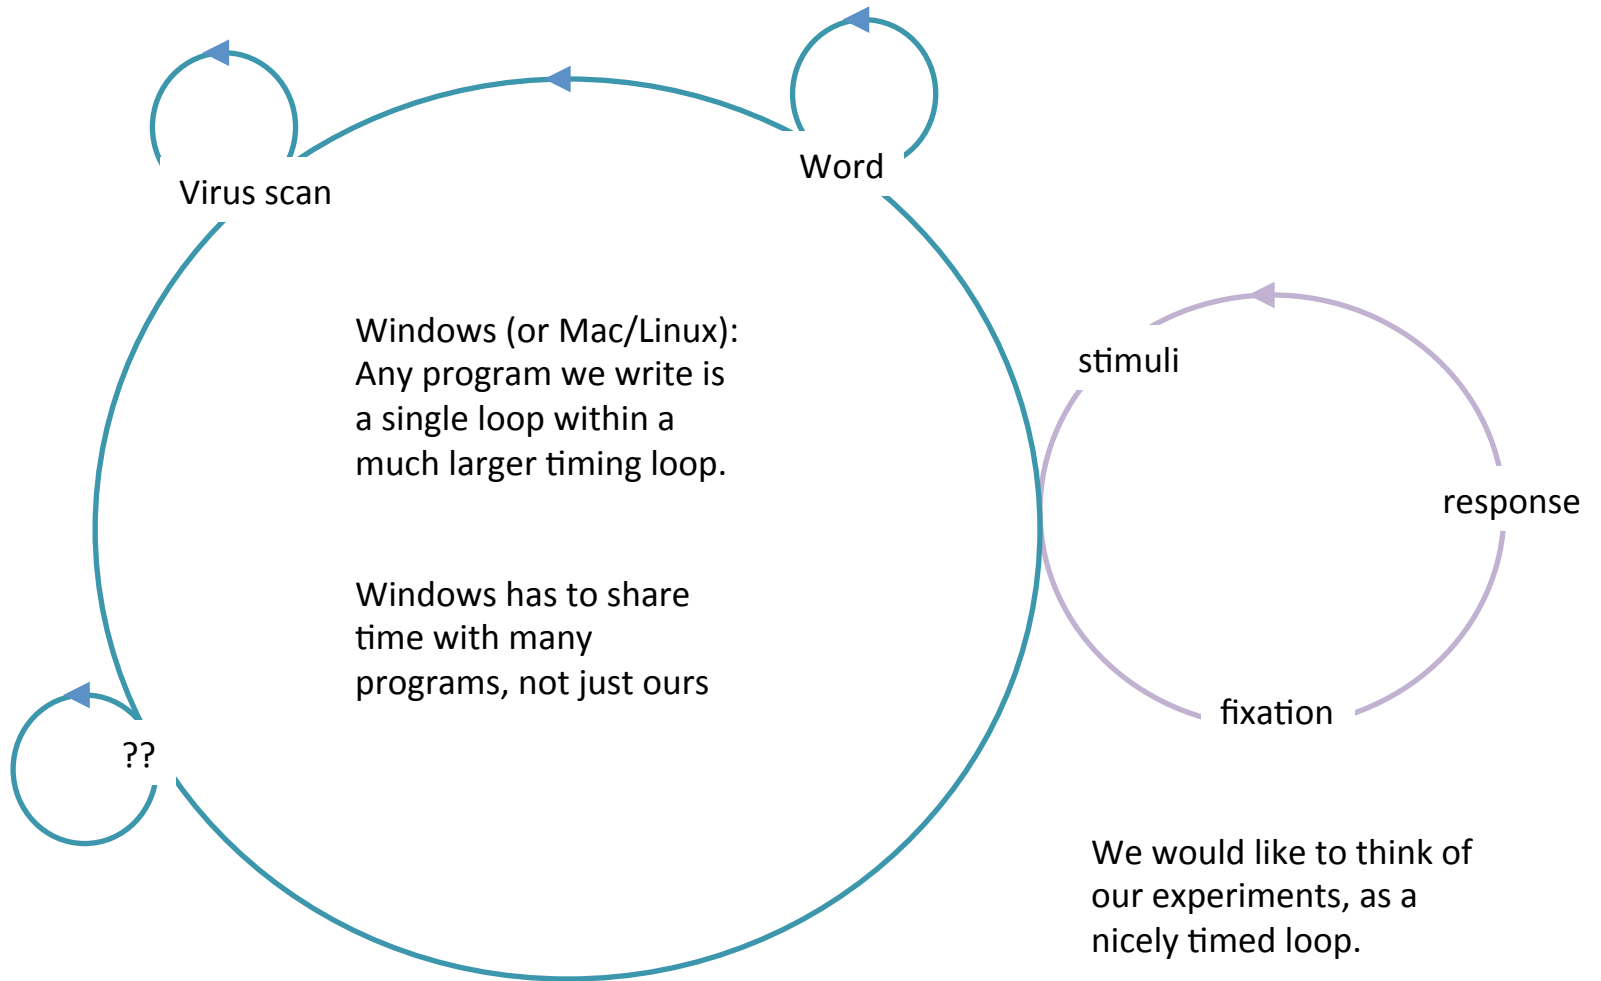 Word
Virus scan
Windows (or Mac/Linux):
Any program we write is
a single loop within a
much larger timing loop.
stimuli
response
Windows has to share
time with many
programs, not just ours
fixation
??
We would like to think of
our experiments, as a
nicely timed loop.